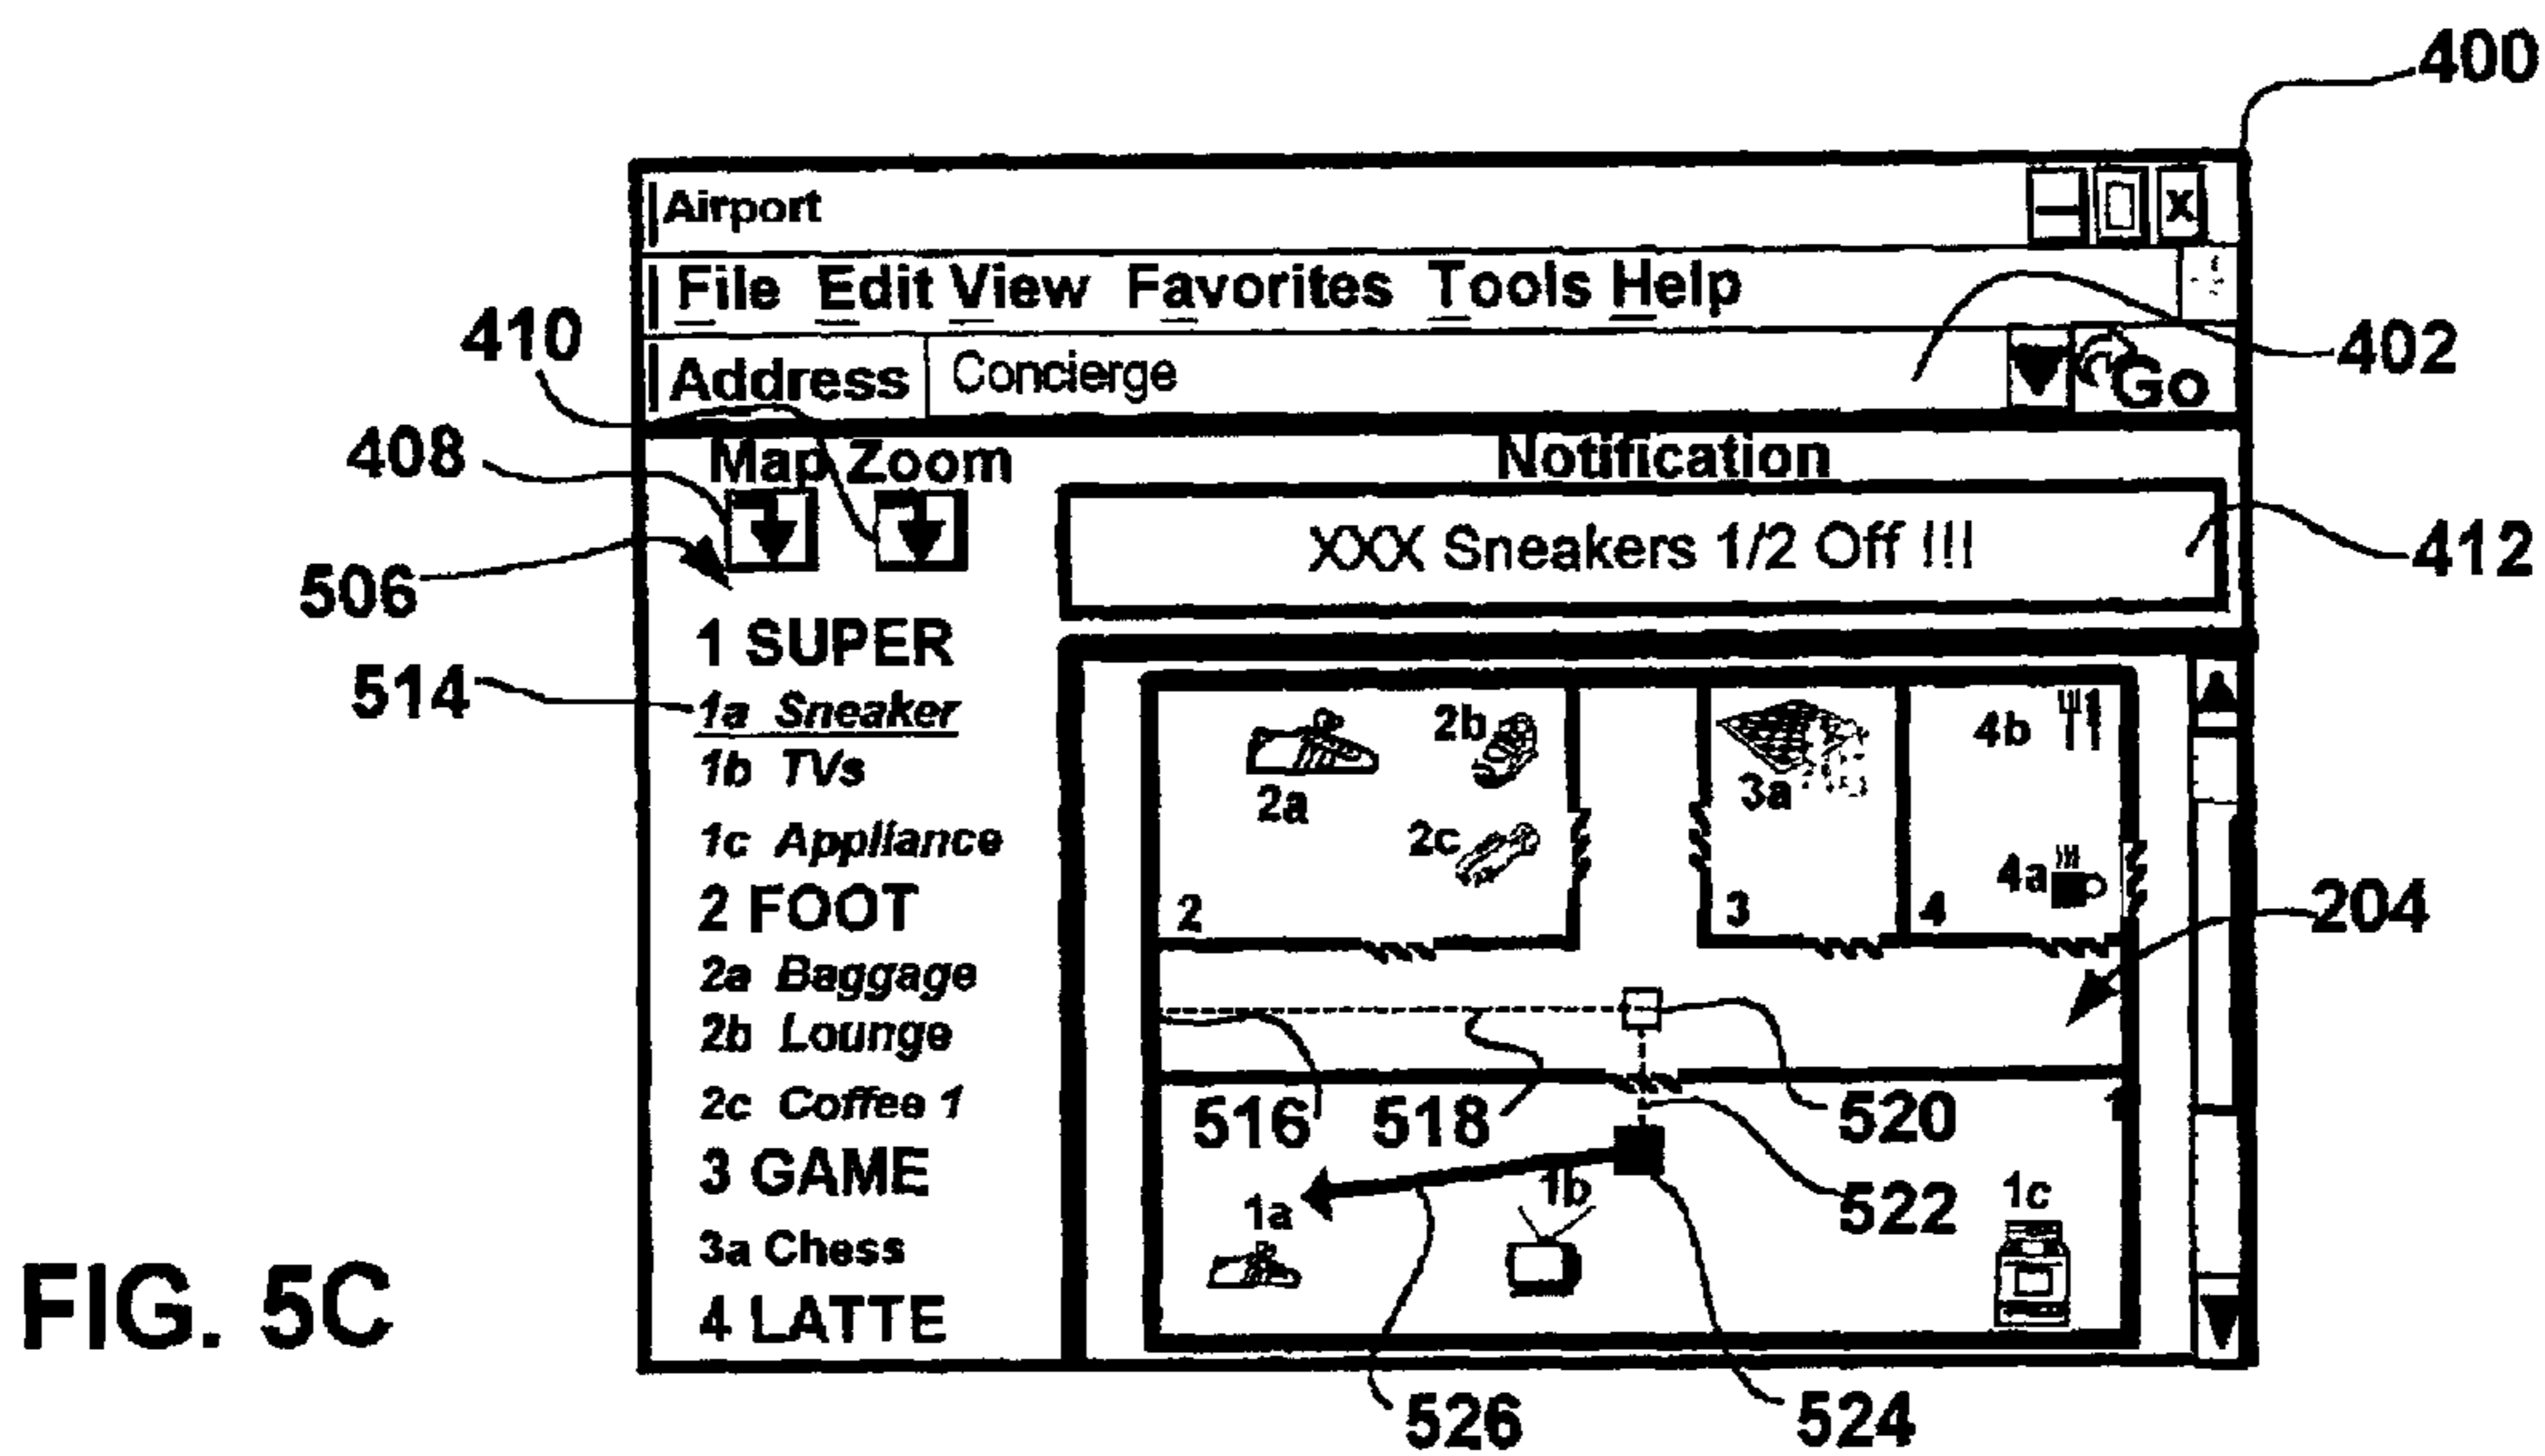 400
Airport
X
File Edit View Favorites Tools Help
410
Address Concierge
Go
402
408
Map Zoom
Notification
XXX Sneakers 1/2 Off !!!
412
506
1 SUPER
514
1a Sneaker
1b TVs
1c Appliance
2 FOOT
2a Baggage
2b Lounge
2c Coffee 1
3 GAME
3a Chess
4 LATTE
2b
4b
2a
3a
2c
4a
2
3
4
204
516
518
520
1
522
1a
1b
1c
526
524
FIG. 5C